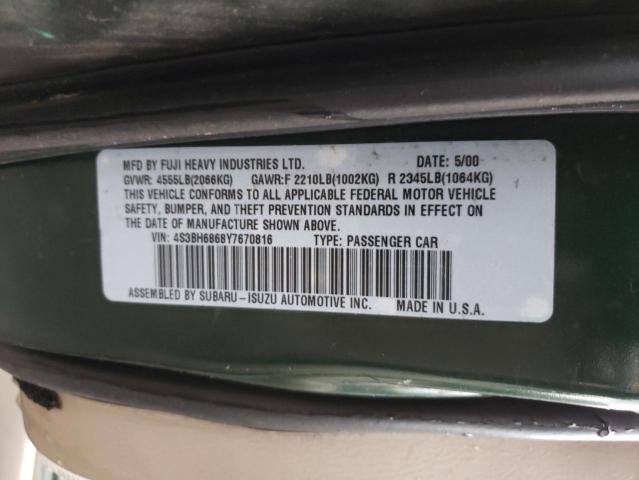 MFD BY FUJI HEAVY INDUSTRIES LTD. DATE: 5/00
GVWR: 4555LB(2066KG) GAWR:F 2210LB(1002KG) R 2345LB(1064KG)
THIS VEHICLE CONFORMS TO ALL APPLICABLE FEDERAL MOTOR VEHICLE
SAFETY, BUMPER, AND THEFT PREVENTION STANDARDS IN EFFECT ON
THE DATE OF MANUFACTURE SHOWN ABOVE.
VIN: 4S3BH6868Y7670816 TYPE: PASSENGER CAR
ASSEMBLED BY SUBARU-ISUZU AUTOMOTIVE INC. MADE IN U.S.A.